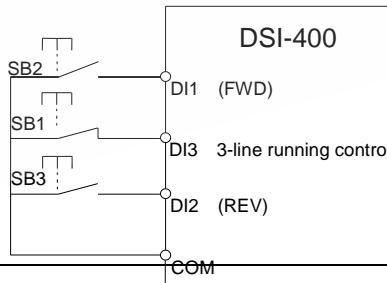 DSI-400
SB2
DI1 (FWD)
SB1
DI3 3-line running contro
SB3
DI2 (REV)
COM